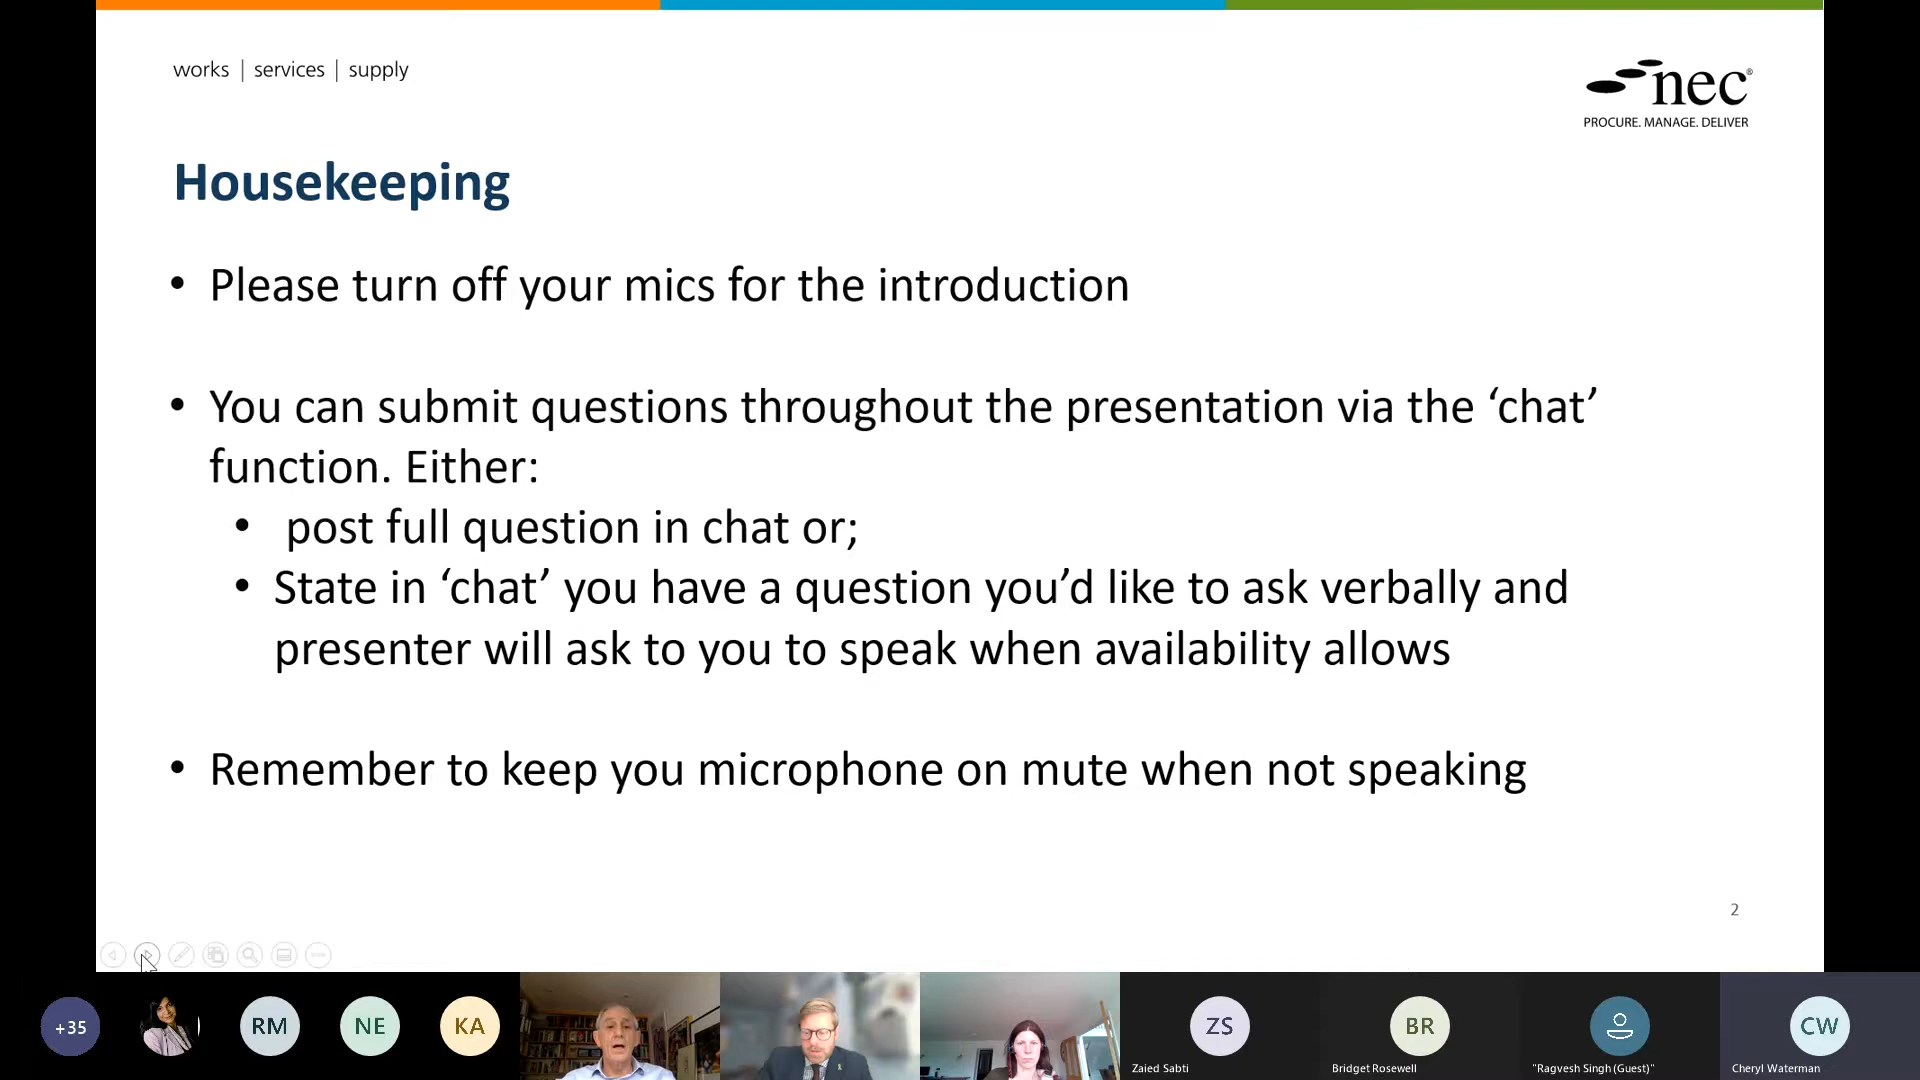 works | services | supply
nec®
PROCURE. MANAGE. DELIVER
Housekeeping
• Please turn off your mics for the introduction
• You can submit questions throughout the presentation via the ‘chat’
function. Either:
• post full question in chat or;
• State in ‘chat’ you have a question you’d like to ask verbally and
presenter will ask to you to speak when availability allows
• Remember to keep you microphone on mute when not speaking
2
+35
RM
NE
KA
ZS
BR
CW
Zaied Sabti
Bridget Rosewell
"Ragvesh Singh (Guest)"
Cheryl Waterman